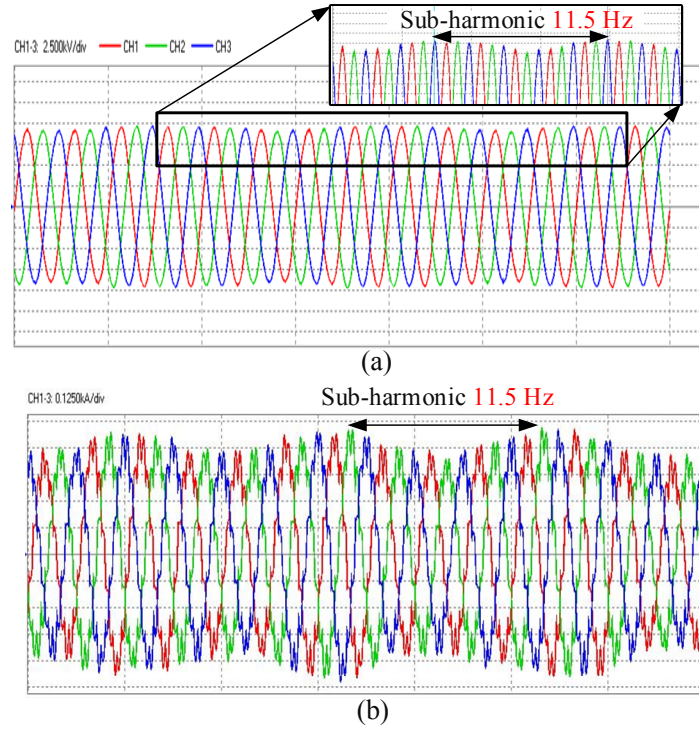 Sub-harmonic 11.5 Hz
CH1-3: 2.500kV/div CH1 CH2 CH3
(a)
CH1-3: 0.1250kA/div Sub-harmonic 11.5 Hz
(b)